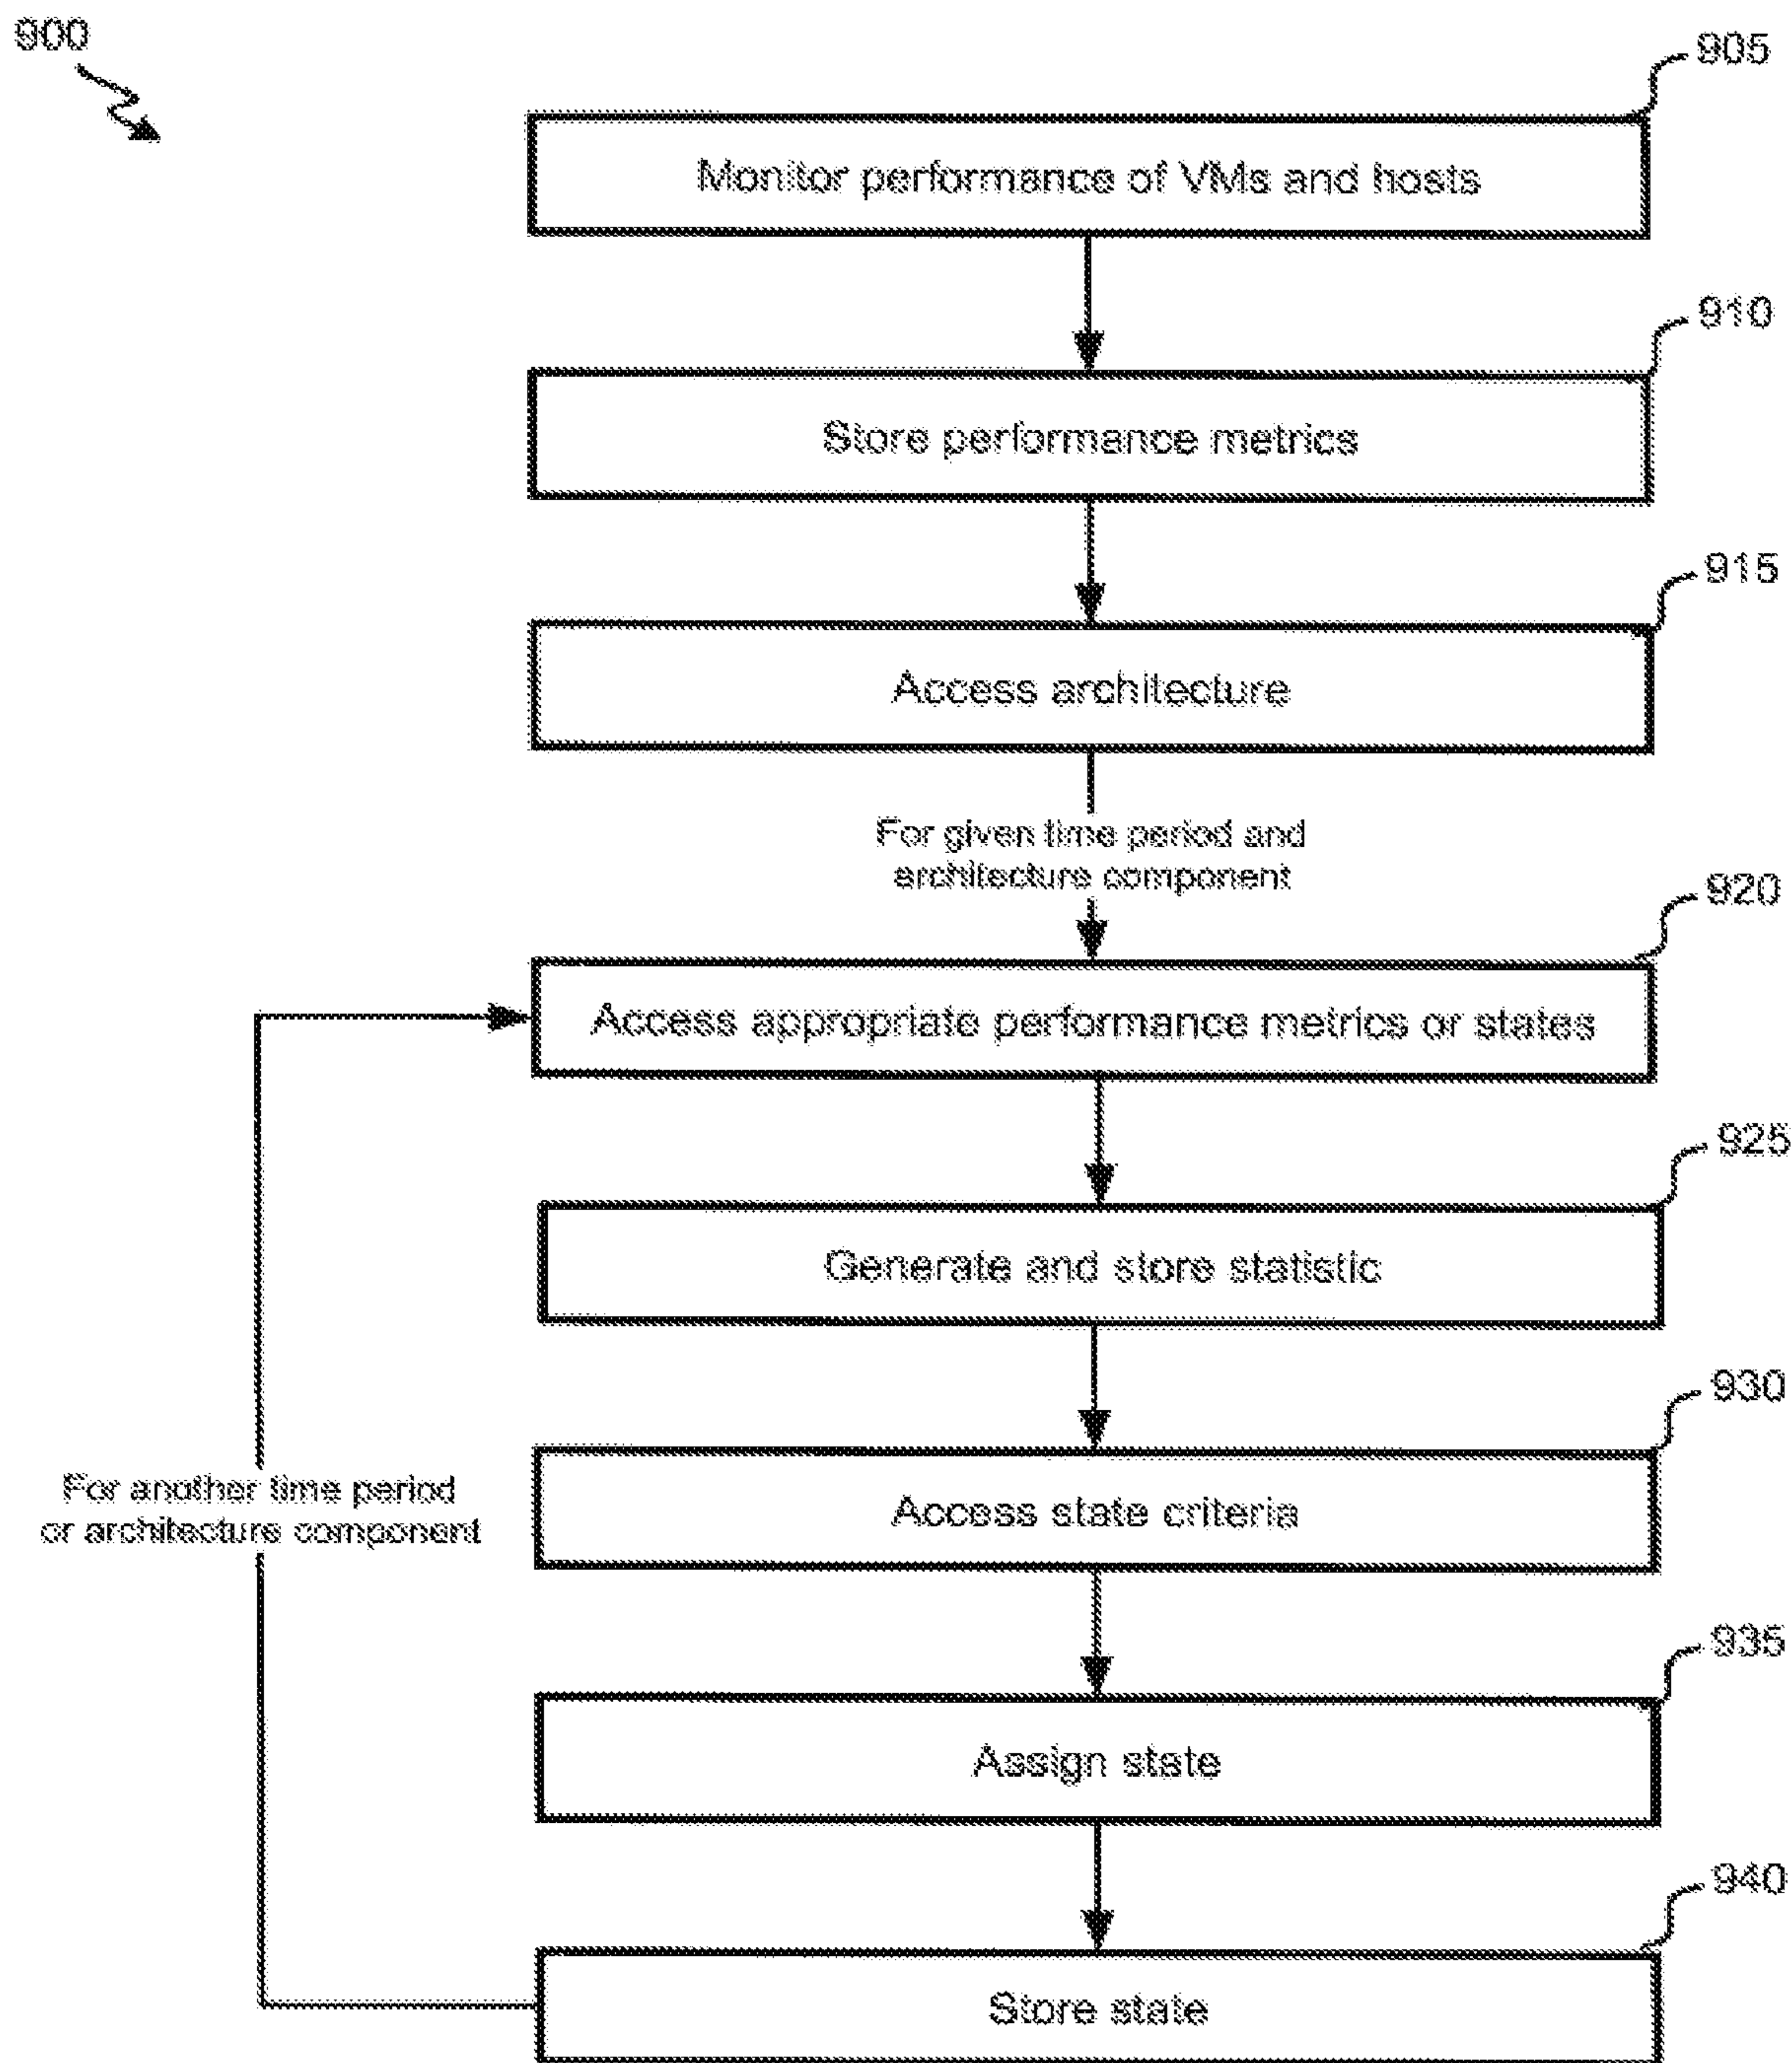 900
905
Monitor performance of VMs and hosts
910
Store performance metrics
915
Access architecture
For given time period and
architecture component
920
Access appropriate performance metrics or states
925
Generate and store statistic
930
Access state criteria
For another time period
or architecture component
935
Assign state
940
Store state